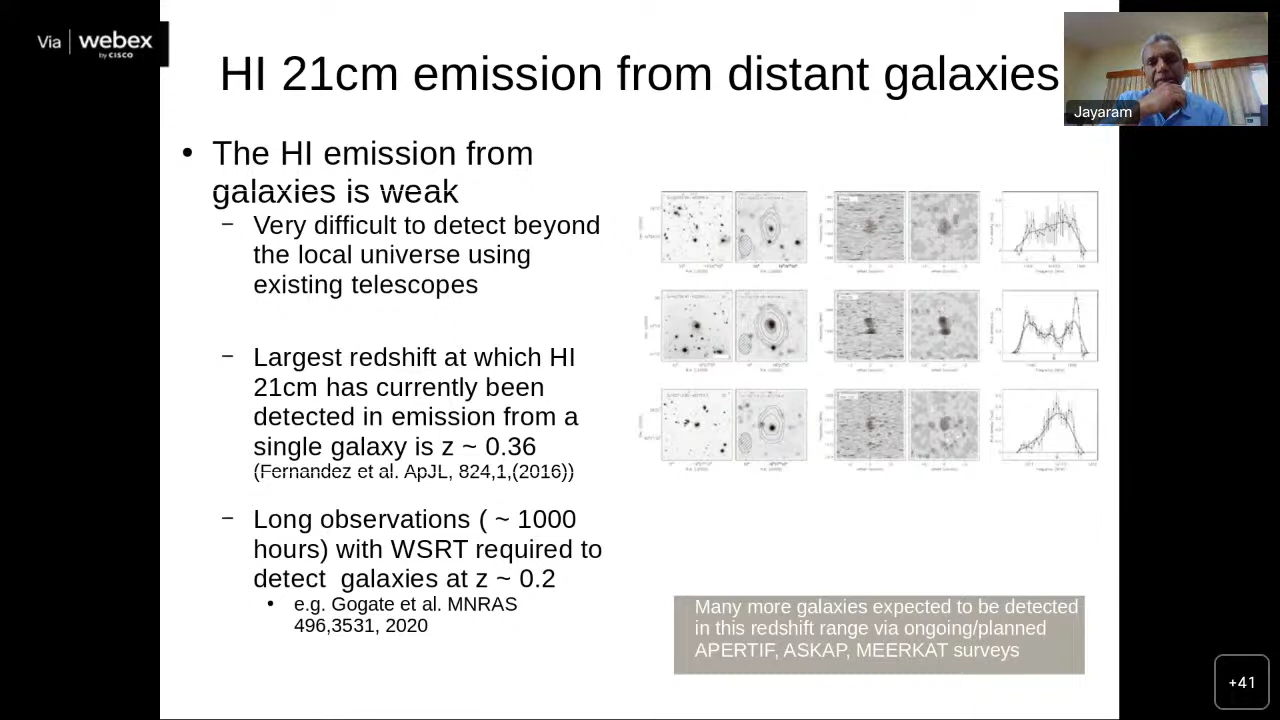 Via webex
by CISCO
HI 21cm emission from distant galaxies
Jayaram
• The HI emission from
galaxies is weak
– Very difficult to detect beyond
the local universe using
existing telescopes
– Largest redshift at which HI
21cm has currently been
detected in emission from a
single galaxy is z ~ 0.36
(Fernandez et al. ApJL, 824,1,(2016))
– Long observations ( ~ 1000
hours) with WSRT required to
detect galaxies at z ~ 0.2
• e.g. Gogate et al. MNRAS
496,3531, 2020
Many more galaxies expected to be detected
in this redshift range via ongoing/planned
APERTIF, ASKAP, MEERKAT surveys
+41